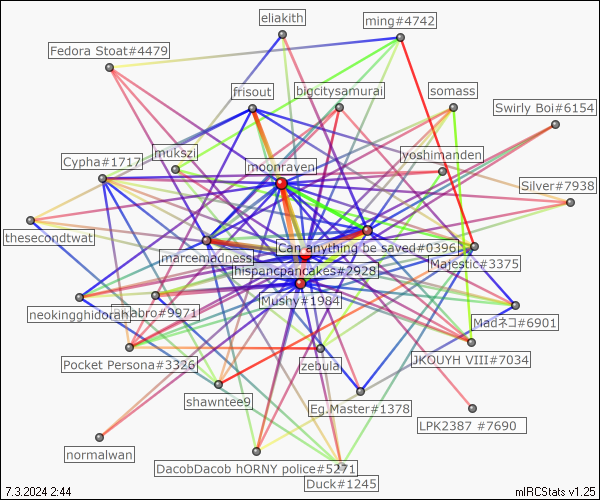 eliakith
ming#4742
Fedora Stoat#4479
frisout
bigcitysamurai
somass
Swirly Boi#6154
mukszi
Cypha#1717
moonraven
yoshimanden
Silver#7938
thesecondtwat
marcemadness
Can anything be saved#0396
Majestic#3375
hispancpancakes#2928
Mushy#1984
neokingghidorah
#9971
Madネコ#6901
Pocket Persona#3326
zebula
JKQUYH VIII#7034
shawntee9
Eg.Master#1378
LPK2387 #7690
normalwan
DacobDacob hORNY police#5271
Duck#1245
7.3.2024 2:44
mIRCStats v1.25